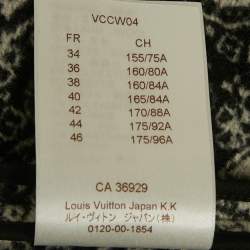 VCCW04
FR CH
34 155/75A
36 160/80A
38 160/84A
40 165/84A
42 170/88A
44 175/92A
46 175/96A
CA 36929
Louis Vuitton Japan K.K
ルイ・ヴィトン ジャパン(株)
0120-00-1854